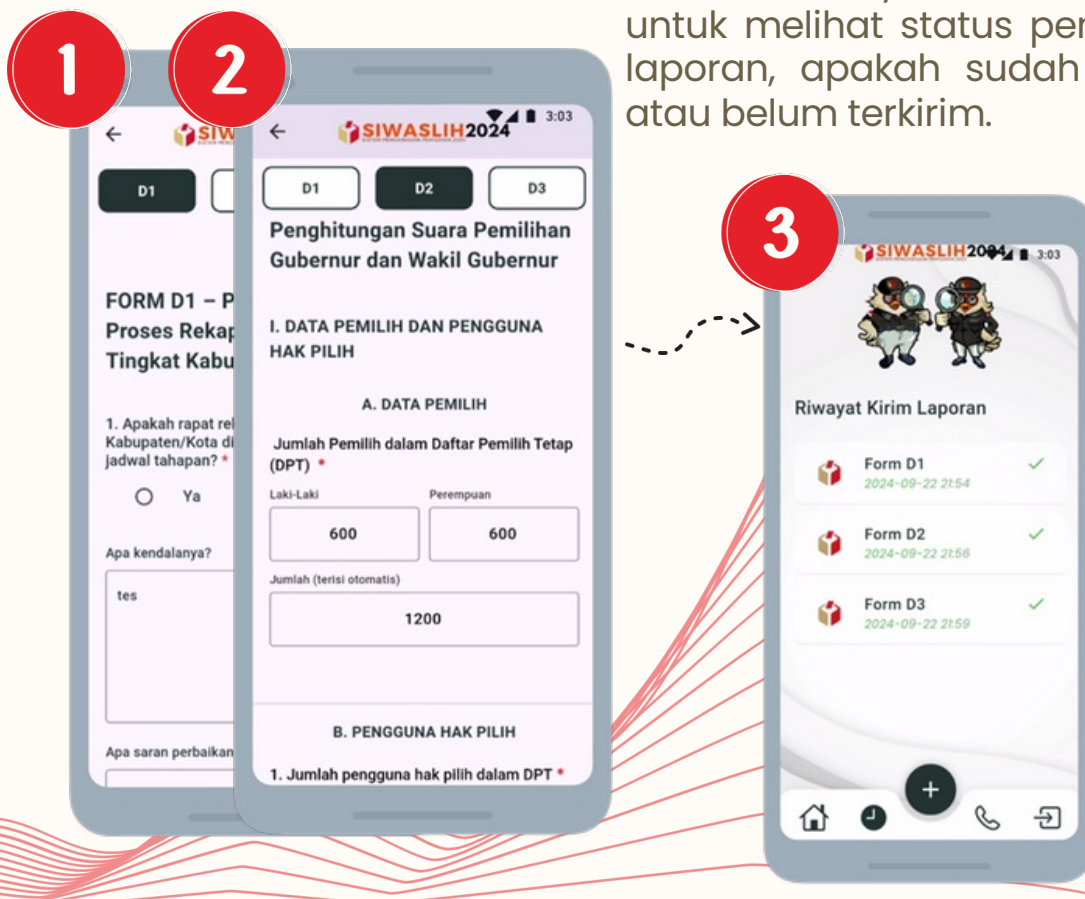 untuk melihat status
laporan, apakah sudah
atau belum terkirim.
1
2
3
D1
FORM D1 –
Proses
Tingkat
1. Apakah rapat
Kabupaten/Kota
jadwal tahapan? *
Ya
Apa kendalanya?
tes
Apa saran perbaikan
3:03
SIWASLIH2024
D1
D2
D3
Penghitungan Suara Pemilihan
Gubernur dan Wakil Gubernur
I. DATA PEMILIH DAN PENGGUNA
HAK PILIH
A. DATA PEMILIH
Jumlah Pemilih dalam Daftar Pemilih Tetap
(DPT) *
Laki-Laki
Perempuan
600
600
Jumlah (terisi otomatis)
1200
B. PENGGUNA HAK PILIH
1. Jumlah pengguna hak pilih dalam DPT *
SIWASLIH2024
3:03
Riwayat Kirim Laporan
Form D1
2024-09-22 21:54
Form D2
2024-09-22 21:56
Form D3
2024-09-22 21:59